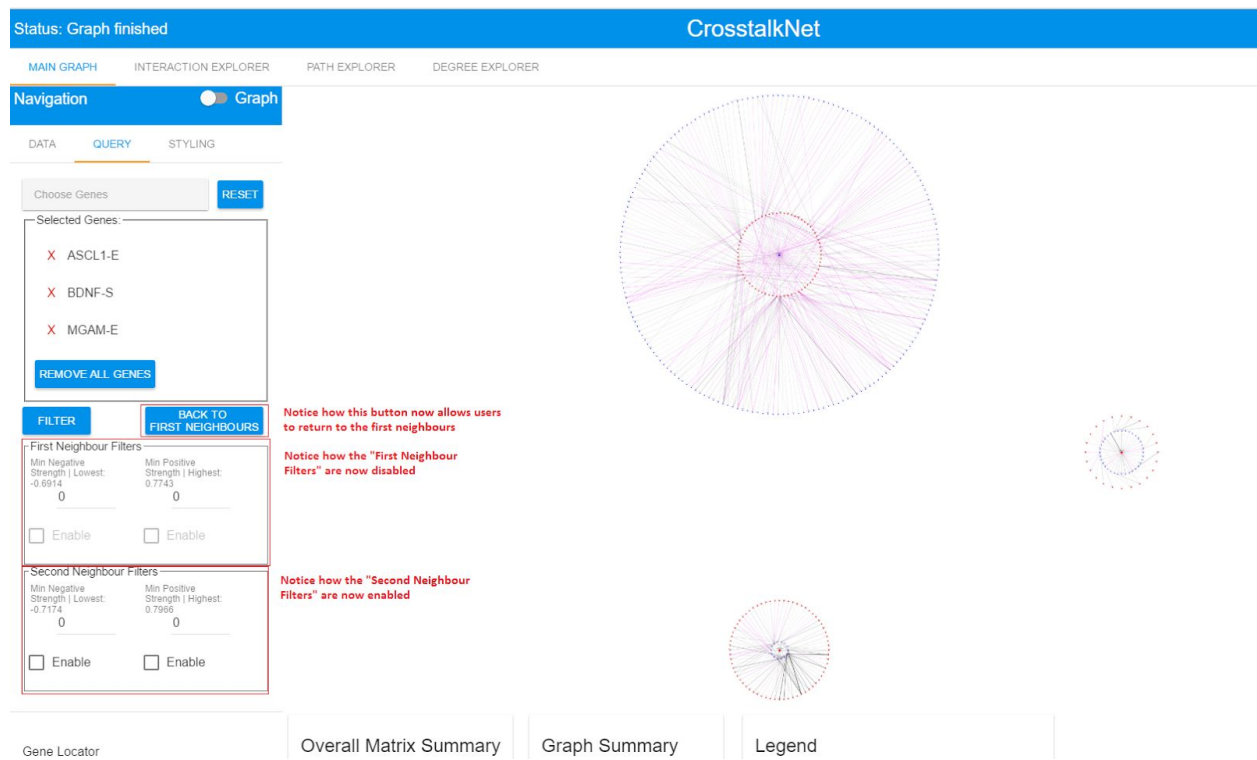 Status: Graph finished
CrosstalkNet
MAIN GRAPH
INTERACTION EXPLORER
PATH EXPLORER
DEGREE EXPLORER
Navigation
Graph
DATA
QUERY
STYLING
Choose Genes
RESET
Selected Genes:
X ASCL1-E
X BDNF-S
X MGAM-E
REMOVE ALL GENES
FILTER
BACK TO
FIRST NEIGHBOURS
Notice how this button now allows users
to return to the first neighbours
First Neighbour Filters
Min Negative
Strength | Lowest:
-0.6914
0
Min Positive
Strength | Highest:
0.7743
0
Enable
Enable
Notice how the "First Neighbour
Filters" are now disabled
Second Neighbour Filters
Min Negative
Strength | Lowest:
-0.7174
0
Min Positive
Strength | Highest:
0.7966
0
Enable
Enable
Notice how the "Second Neighbour
Filters" are now enabled
Gene Locator
Overall Matrix Summary
Graph Summary
Legend